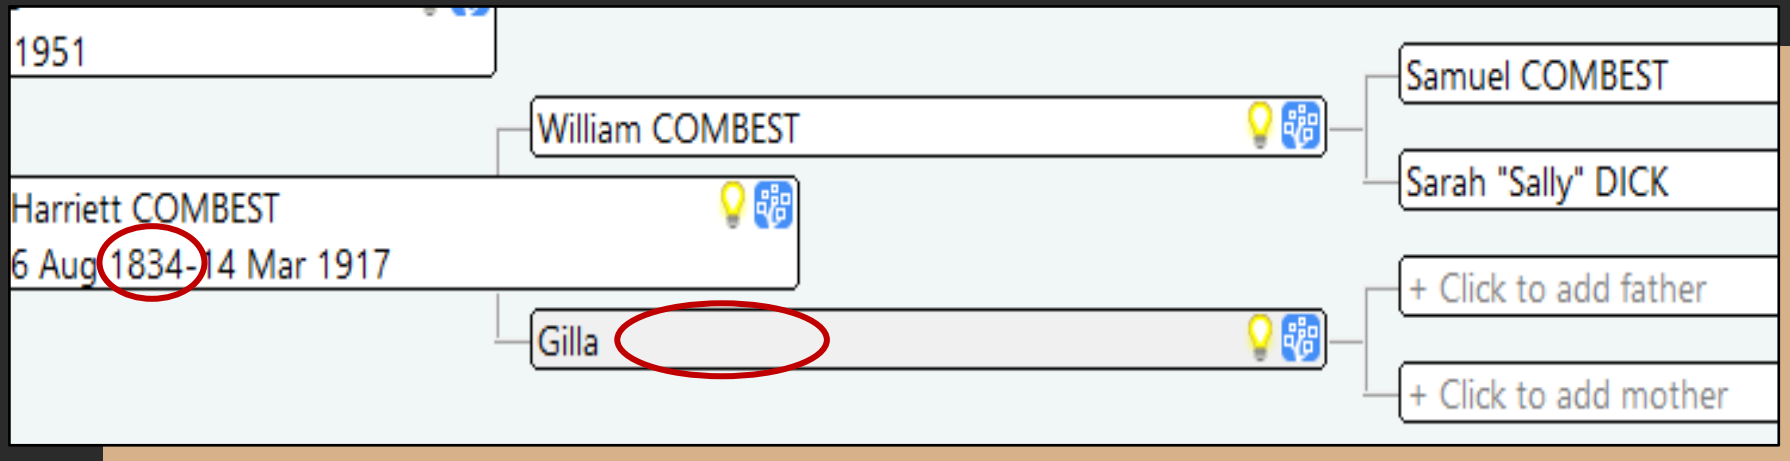 1951
William COMBEST
Samuel COMBEST
Sarah "Sally" DICK
Harriett COMBEST
6 Aug 1834-14 Mar 1917
Gilla
+ Click to add father
+ Click to add mother